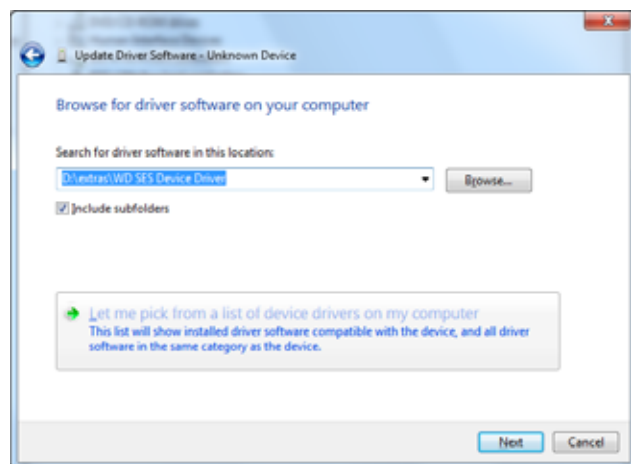 Update Driver Software - Unknown Device
Browse for driver software on your computer
Search for driver software in this location:
D:\extras\WD SES Device Driver
Browse...
Include subfolders
Let me pick from a list of device drivers on my computer
This list will show installed driver software compatible with the device, and all driver
software in the same category as the device.
Next
Cancel